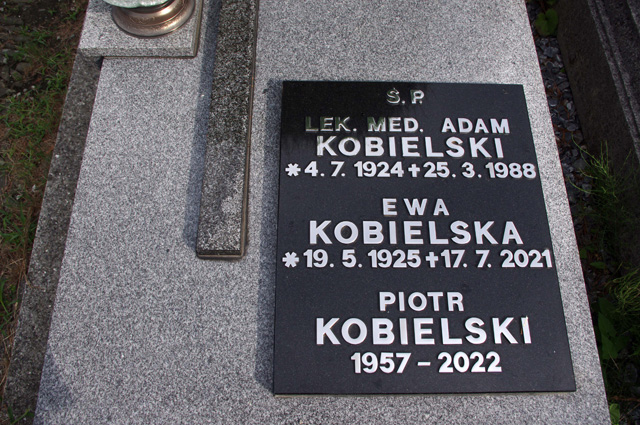 Ś.P.
LEK. MED. ADAM
KOBIELSKI
*4.7.1924+25.3.1988
EWA
KOBIELSKA
*19.5.1925+17.7.2021
PIOTR
KOBIELSKI
1957 – 2022